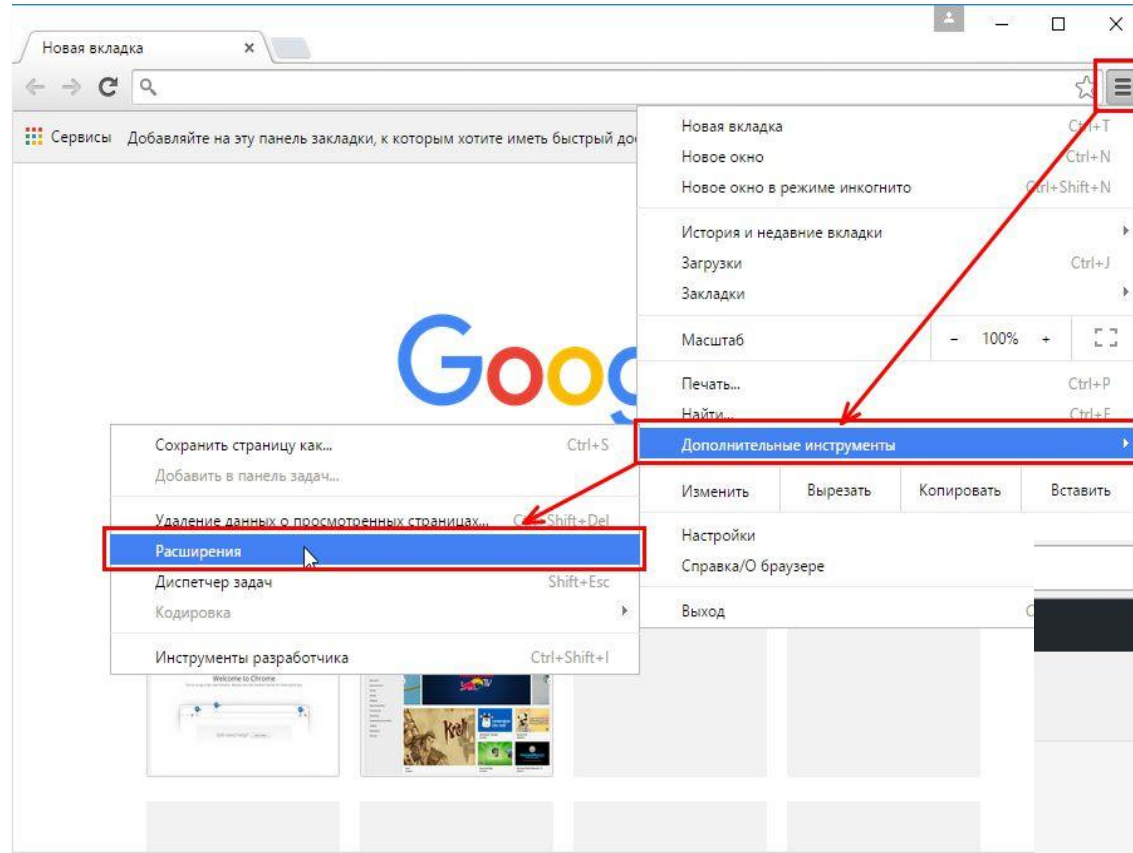 Новая вкладка
Сервисы Добавляйте на эту панель закладки, к которым хотите иметь быстрый до
Goog
Новая вкладка Ctrl+T
Новое окно Ctrl+N
Новое окно в режиме инкогнито Ctrl+Shift+N
История и недавние вкладки
Загрузки Ctrl+J
Закладки
Масштаб - 100% +
Печать... Ctrl+P
Найти... Ctrl+F
Дополнительные инструменты
Изменить Вырезать Копировать Вставить
Настройки
Справка/О браузере
Выход
Сохранить страницу как... Ctrl+S
Добавить в панель задач...
Удаление данных о просмотренных страницах... Ctrl+Shift+Del
Расширения
Диспетчер задач Shift+Esc
Кодировка
Инструменты разработчика Ctrl+Shift+I
Welcome to Chrome